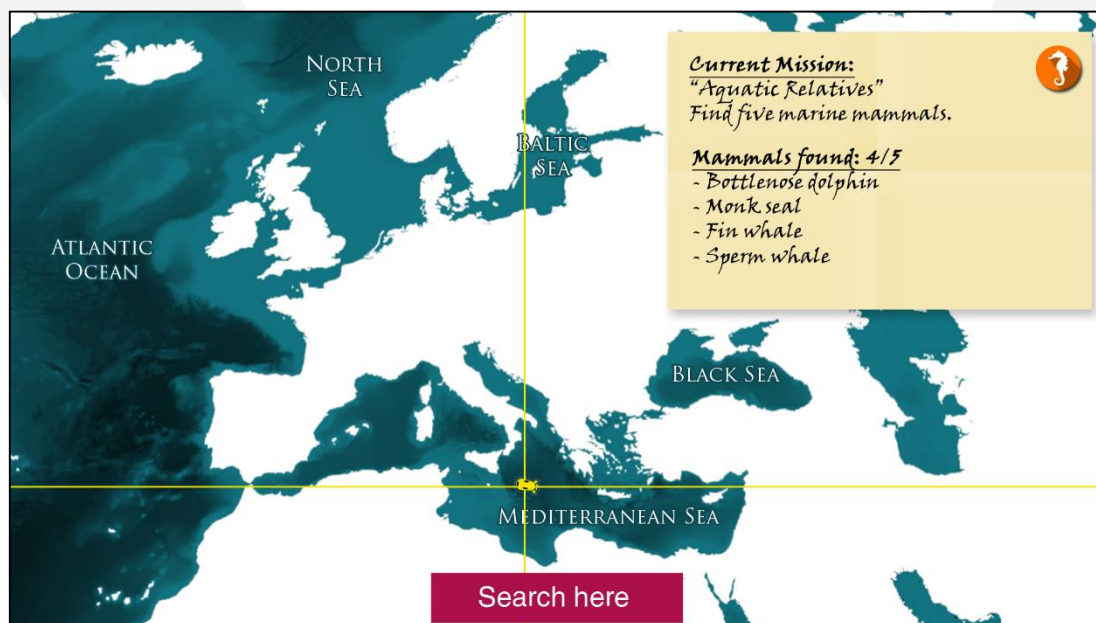 NORTH
SEA
BALTIC
SEA
ATLANTIC
OCEAN
BLACK SEA
MEDITERRANEAN SEA
Current Mission:
"Aquatic Relatives"
Find five marine mammals.
Mammals found: 4/5
- Bottlenose dolphin
- Monk seal
- Fin whale
- Sperm whale
Search here